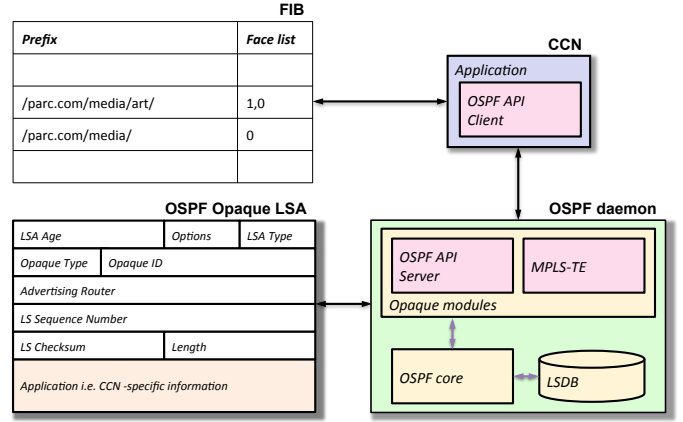 FIB
Prefix Face list
/parc.com/media/art/ 1,0
/parc.com/media/ 0
CCN
Application
OSPF API
Client
OSPF Opaque LSA
LSA Age Options LSA Type
Opaque Type Opaque ID
Advertising Router
LS Sequence Number
LS Checksum Length
Application i.e. CCN -specific information
OSPF daemon
OSPF API
Server
MPLS-TE
Opaque modules
OSPF core
LSDB